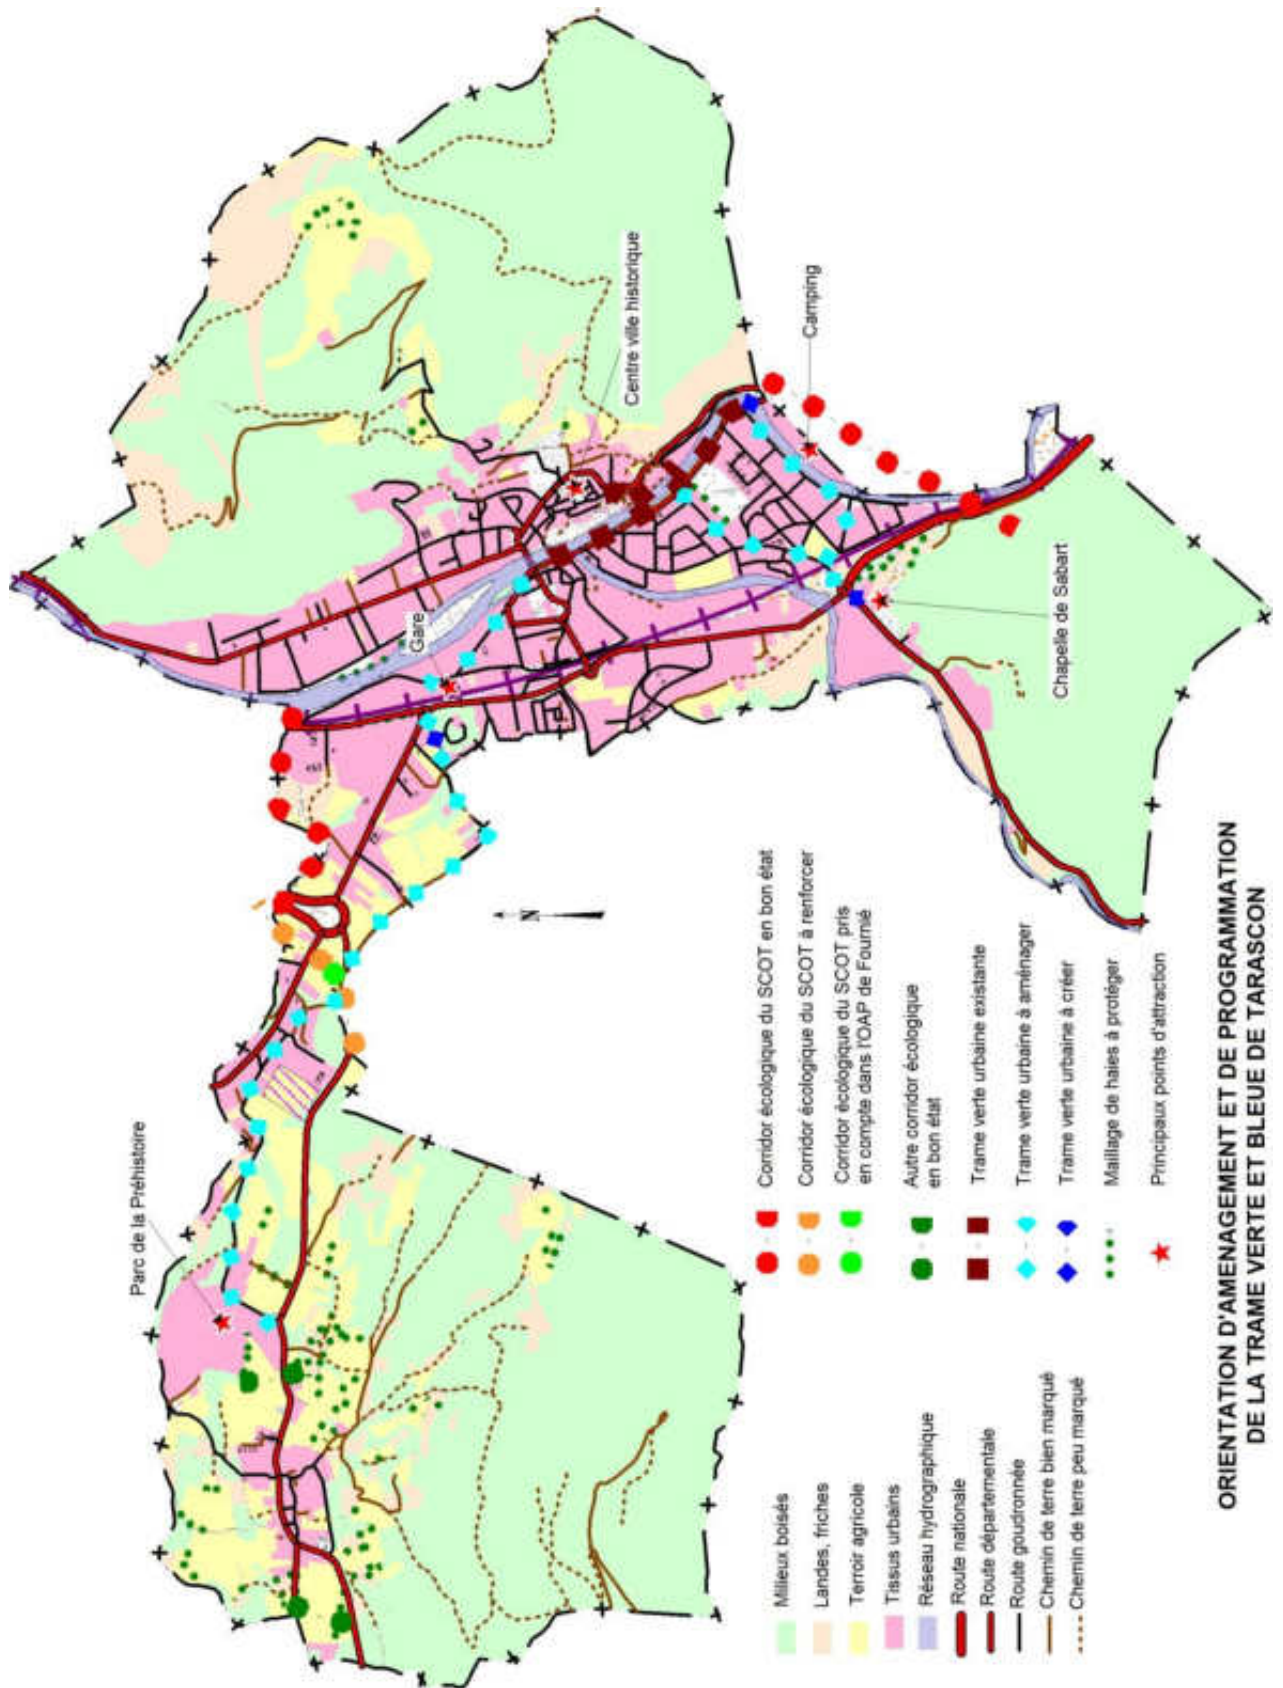 Parc de la Préhistoire
Gare
Centre ville historique
Camping
Chapelle de Sabart
N
Milieux boisés
Landes, friches
Terroir agricole
Tissus urbains
Réseau hydrographique
Route nationale
Route départementale
Route goudronnée
Chemin de terre bien marqué
Chemin de terre peu marqué
Corridor écologique du SCOT en bon état
Corridor écologique du SCOT à renforcer
Corridor écologique du SCOT pris
en compte dans l'OAP de Fournié
Autre corridor écologique
en bon état
Trame verte urbaine existante
Trame verte urbaine à aménager
Trame verte urbaine à créer
Maillage de haies à protéger
Principaux points d'attraction
ORIENTATION D'AMENAGEMENT ET DE PROGRAMMATION
DE LA TRAME VERTE ET BLEUE DE TARASCON